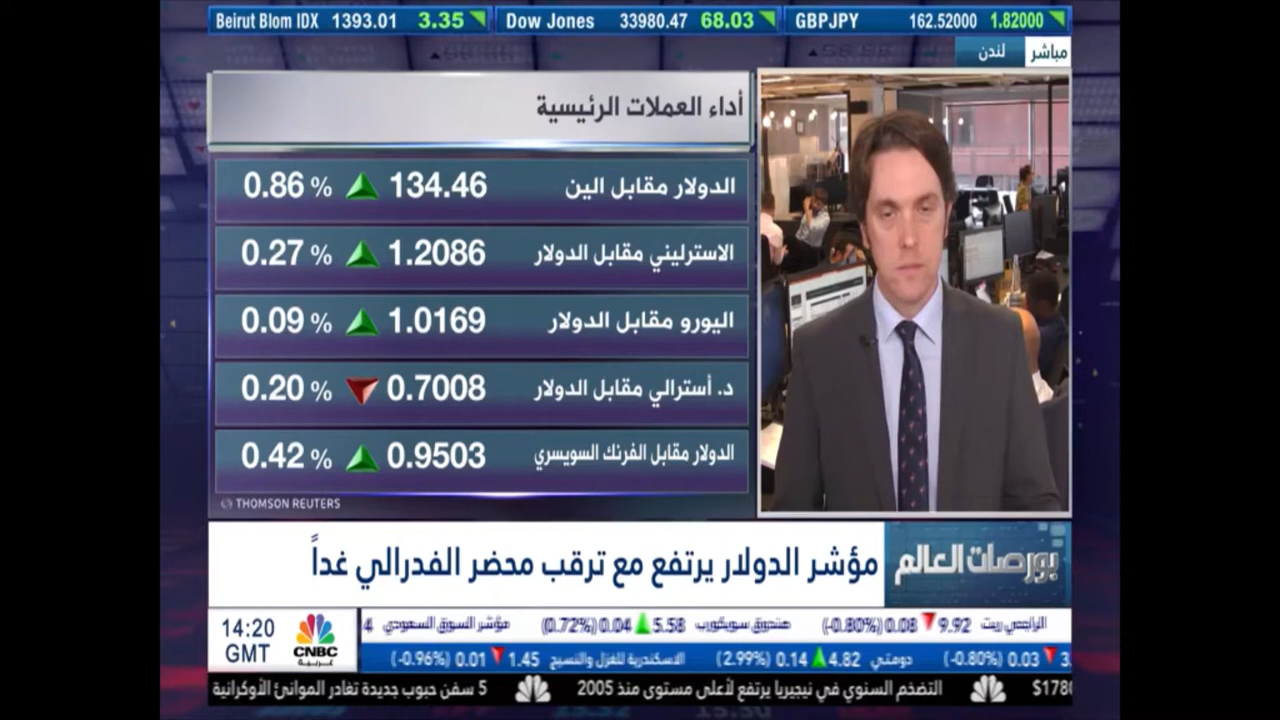 Beirut Blom IDX 1393.01 3.35 Dow Jones 33980.47 68.03 GBPJPY 162.52000 1.82000
مباشر لندن
أداء العملات الرئيسية
الدولار مقابل الين 134.46 0.86 %
الاسترليني مقابل الدولار 1.2086 0.27 %
اليورو مقابل الدولار 1.0169 0.09 %
د. أسترالي مقابل الدولار 0.7008 0.20 %
الدولار مقابل الفرنك السويسري 0.9503 0.42 %
THOMSON REUTERS
بورصات العالم
مؤشر الدولار يرتفع مع ترقب محضر الفدرالي غداً
14:20
GMT
CNBC
عربية
الراجحي ريت 9.92 0.08 (-0.80%) صندوق سويكورب 5.58 0.04 (0.72%) مؤشر السوق السعودي 4
3. 0.03 (-0.80%) دومتي 4.82 0.14 (2.99%) الاسكندرية للغزل والنسيج 1.45 0.01 (-0.96%)
$1780 التضخم السنوي في نيجيريا يرتفع لأعلى مستوى منذ 2005 5 سفن حبوب جديدة تغادر الموانئ الأوكرانية